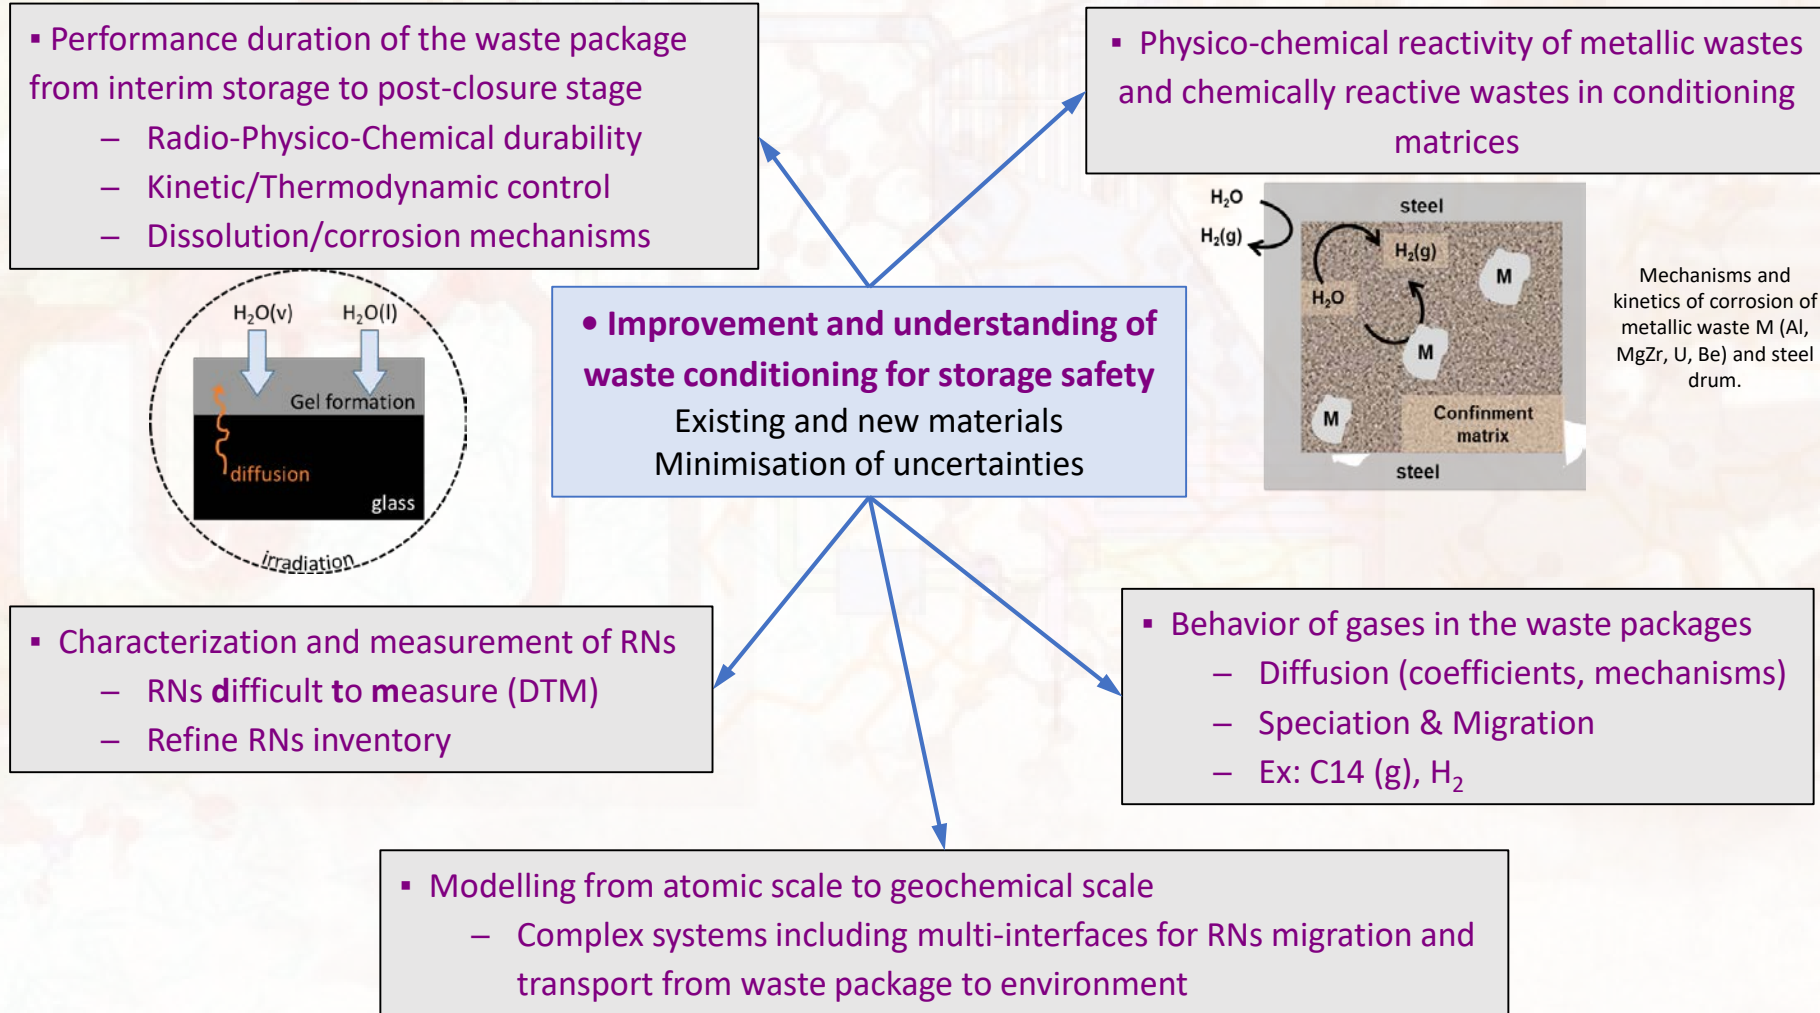 ▪ Performance duration of the waste package
from interim storage to post-closure stage
– Radio-Physico-Chemical durability
– Kinetic/Thermodynamic control
– Dissolution/corrosion mechanisms
▪ Physico-chemical reactivity of metallic wastes
and chemically reactive wastes in conditioning
matrices
H₂O(v) H₂O(l)
Gel formation
diffusion
glass
irradiation
• Improvement and understanding of
waste conditioning for storage safety
Existing and new materials
Minimisation of uncertainties
H₂O
H₂(g)
steel
H₂(g)
H₂O
M
M
M
Confinment
matrix
steel
Mechanisms and
kinetics of corrosion of
metallic waste M (Al,
MgZr, U, Be) and steel
drum.
▪ Characterization and measurement of RNs
– RNs difficult to measure (DTM)
– Refine RNs inventory
▪ Behavior of gases in the waste packages
– Diffusion (coefficients, mechanisms)
– Speciation & Migration
– Ex: C14 (g), H₂
▪ Modelling from atomic scale to geochemical scale
– Complex systems including multi-interfaces for RNs migration and
transport from waste package to environment